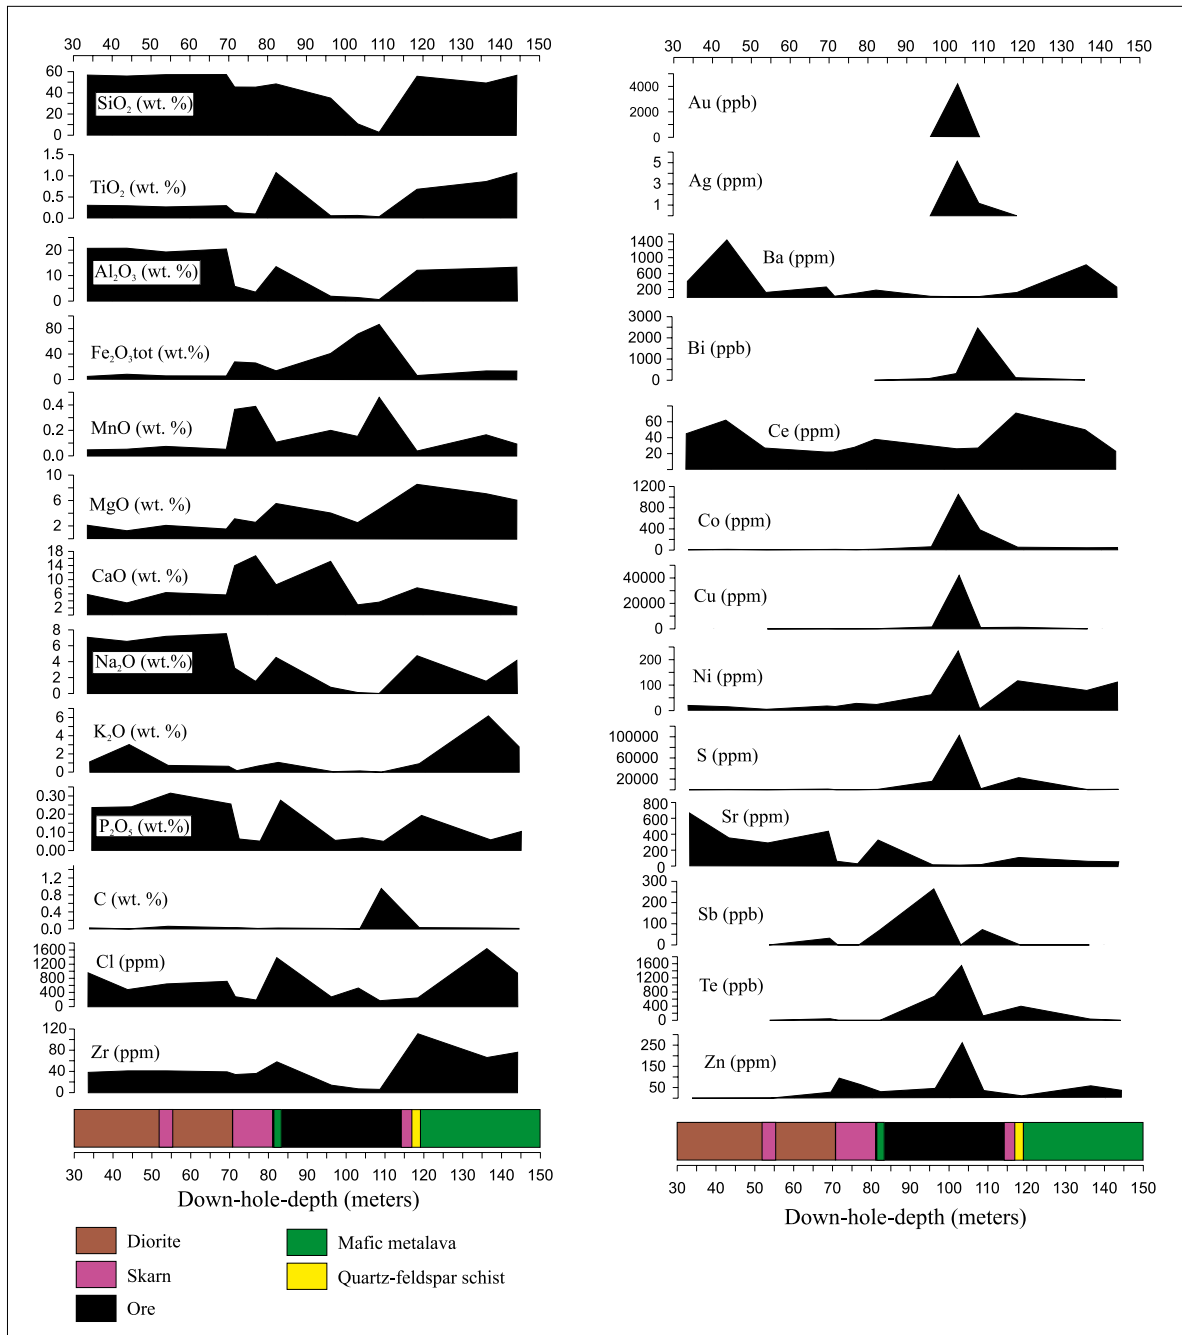 30 40 50 60 70 80 90 100 110 120 130 140 150
60
40
20
0
SiO₂ (wt. %)
1.5
1.0
0.5
0.0
TiO₂ (wt. %)
20
10
0
Al₂O₃ (wt. %)
80
40
0
Fe₂O₃tot (wt.%)
0.4
0.2
0.0
MnO (wt. %)
10
6
2
MgO (wt. %)
18
14
10
6
2
CaO (wt. %)
8
6
4
2
0
Na₂O (wt.%)
6
4
2
0
K₂O (wt. %)
0.30
0.20
0.10
0.00
P₂O₅ (wt.%)
1.2
0.8
0.4
0.0
C (wt. %)
1600
1200
800
400
0
Cl (ppm)
120
80
40
0
Zr (ppm)
30 40 50 60 70 80 90 100 110 120 130 140 150
Down-hole-depth (meters)
30 40 50 60 70 80 90 100 110 120 130 140 150
4000
2000
0
Au (ppb)
5
3
1
Ag (ppm)
1400
1000
600
200
Ba (ppm)
3000
2000
1000
0
Bi (ppb)
60
40
20
Ce (ppm)
1200
800
400
0
Co (ppm)
40000
20000
0
Cu (ppm)
200
100
0
Ni (ppm)
100000
60000
20000
S (ppm)
800
600
400
200
0
Sr (ppm)
300
200
100
0
Sb (ppb)
1600
1200
800
400
0
Te (ppb)
250
150
50
Zn (ppm)
30 40 50 60 70 80 90 100 110 120 130 140 150
Down-hole-depth (meters)
Diorite
Skarn
Ore
Mafic metalava
Quartz-feldspar schist